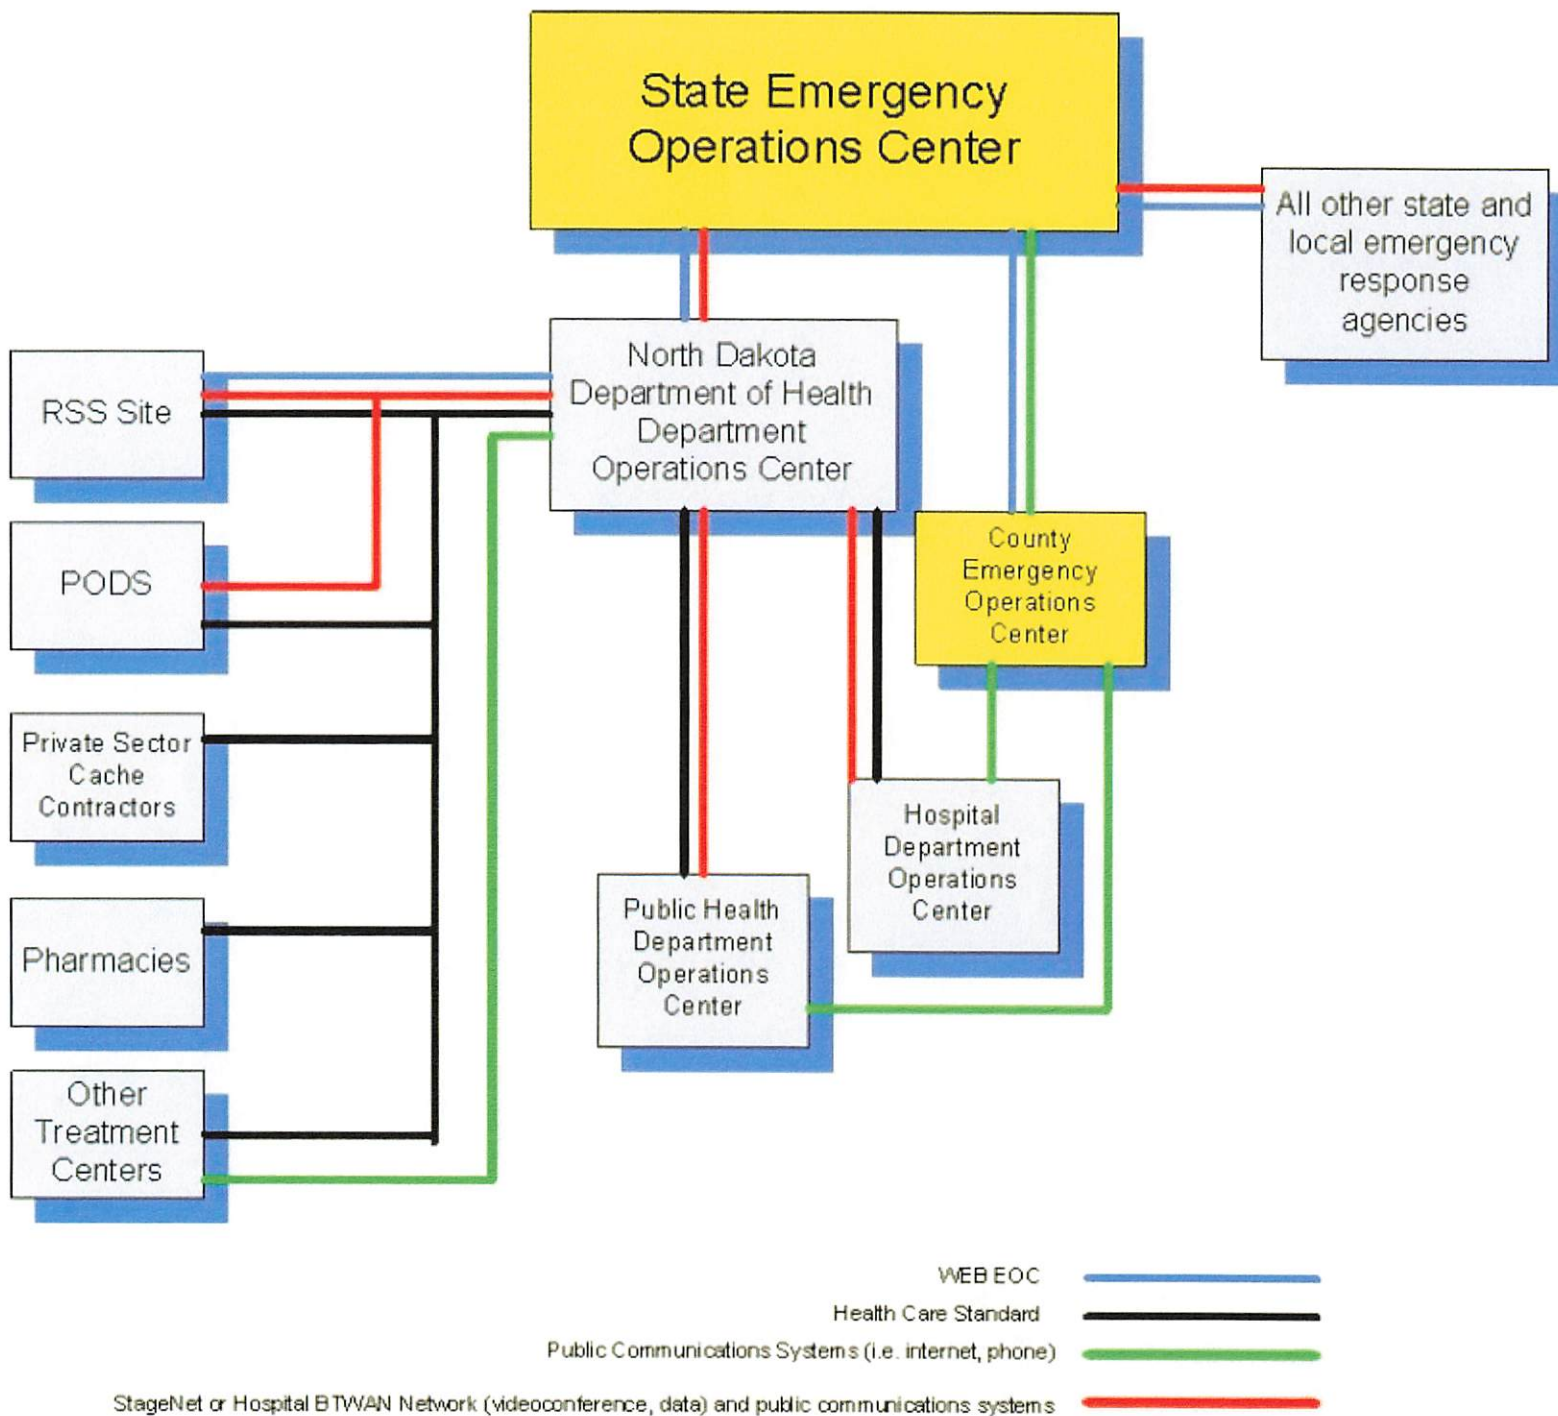 State Emergency
Operations Center
All other state and
local emergency
response
agencies
North Dakota
Department of Health
Department
Operations Center
RSS Site
PODS
Private Sector
Cache
Contractors
Pharmacies
Other
Treatment
Centers
County
Emergency
Operations
Center
Hospital
Department
Operations
Center
Public Health
Department
Operations
Center
WEB EOC
Health Care Standard
Public Communications Systems (i.e. internet, phone)
StageNet or Hospital BTWAN Network (videoconference, data) and public communications systems